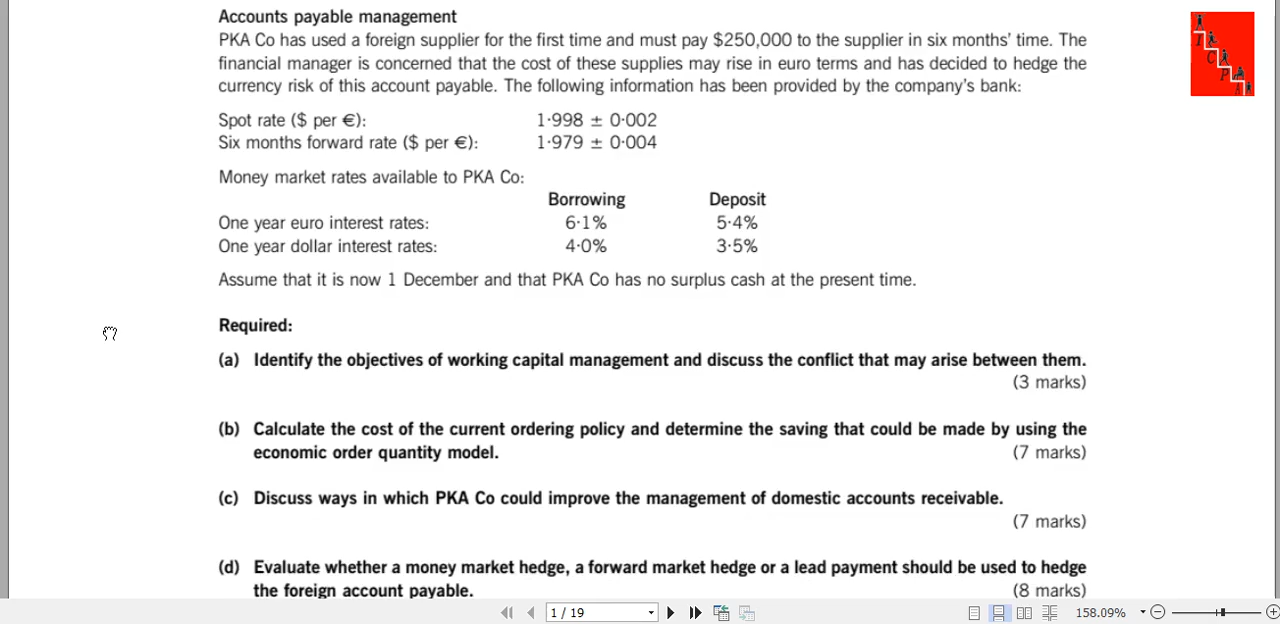 Accounts payable management
PKA Co has used a foreign supplier for the first time and must pay $250,000 to the supplier in six months' time. The
financial manager is concerned that the cost of these supplies may rise in euro terms and has decided to hedge the
currency risk of this account payable. The following information has been provided by the company's bank:
Spot rate ($ per €): 1·998 ± 0·002
Six months forward rate ($ per €): 1·979 ± 0·004
Money market rates available to PKA Co:
Borrowing Deposit
One year euro interest rates: 6·1% 5·4%
One year dollar interest rates: 4·0% 3·5%
Assume that it is now 1 December and that PKA Co has no surplus cash at the present time.
Required:
(a) Identify the objectives of working capital management and discuss the conflict that may arise between them.
(3 marks)
(b) Calculate the cost of the current ordering policy and determine the saving that could be made by using the
economic order quantity model. (7 marks)
(c) Discuss ways in which PKA Co could improve the management of domestic accounts receivable.
(7 marks)
(d) Evaluate whether a money market hedge, a forward market hedge or a lead payment should be used to hedge
the foreign account payable. (8 marks)
I
C
P
A
1 / 19
158.09%